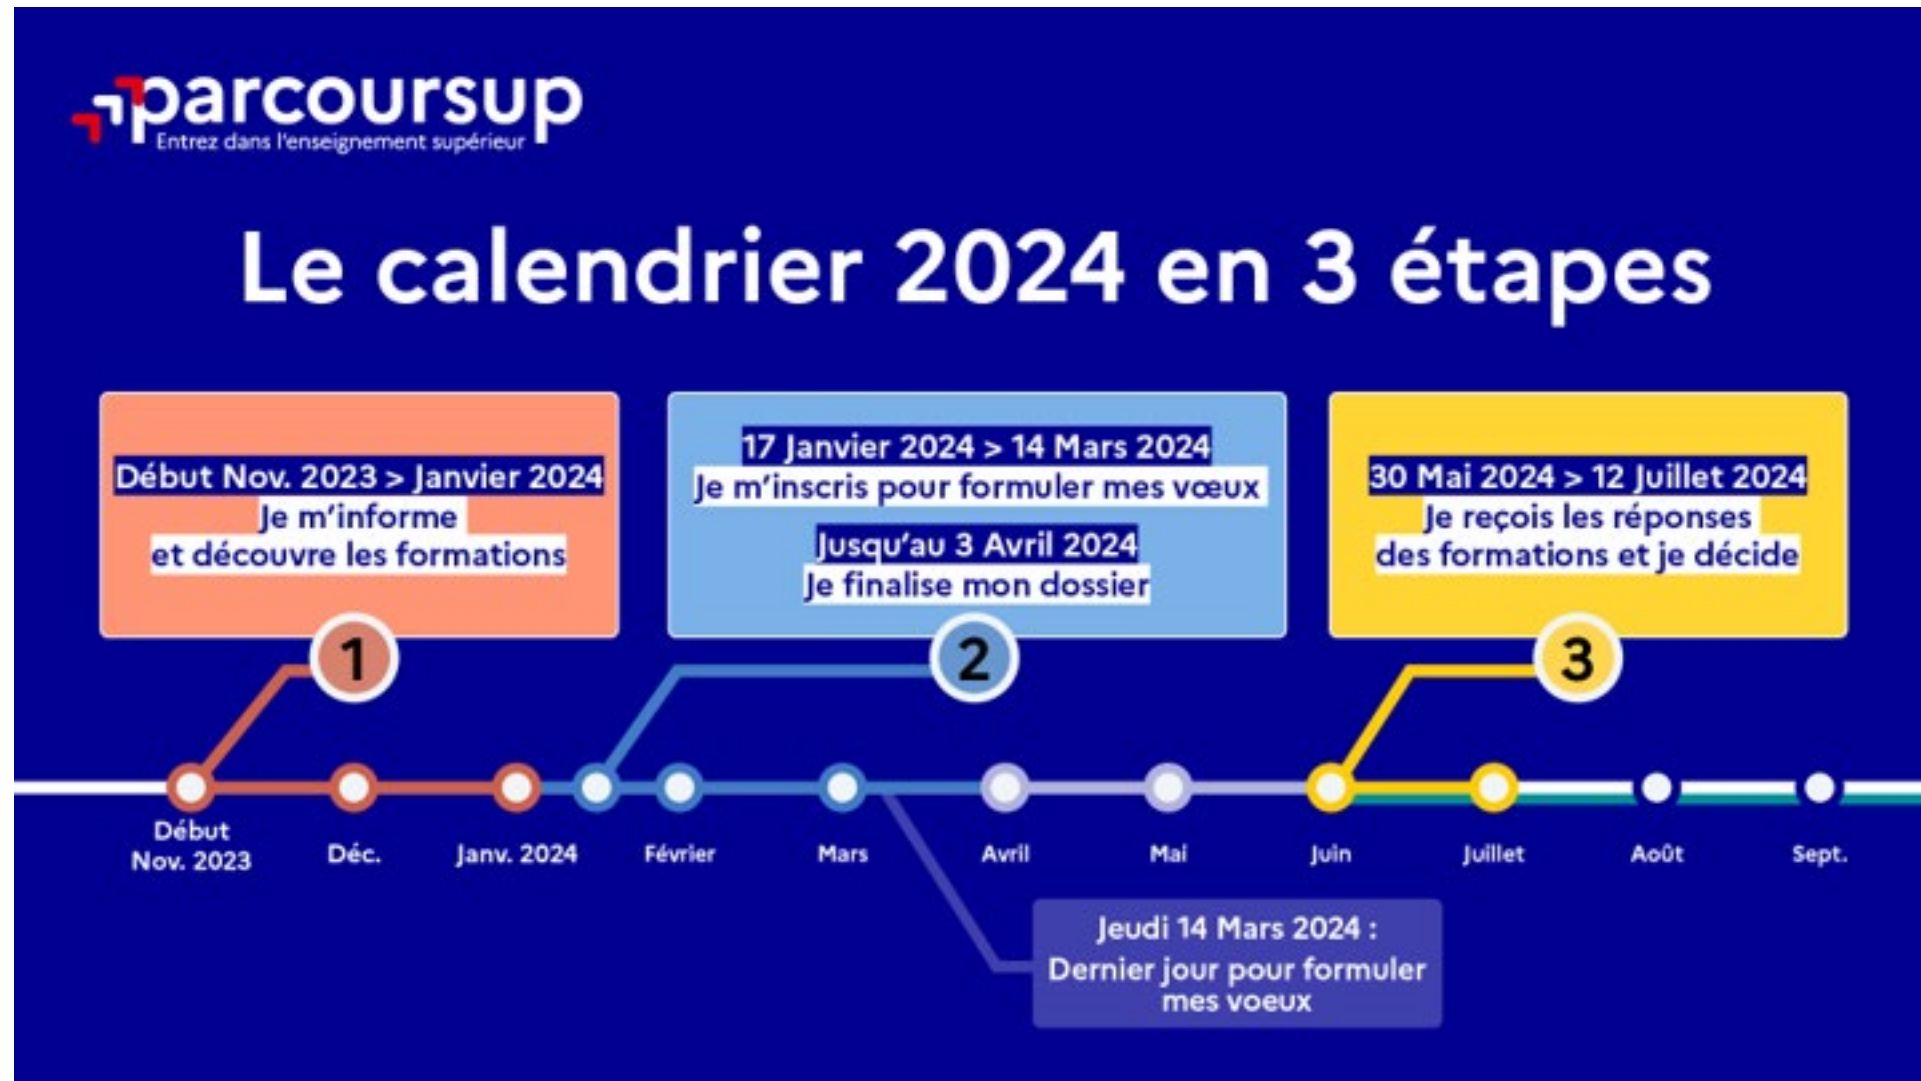 parcoursup
Entrez dans l'enseignement supérieur
Le calendrier 2024 en 3 étapes
Début Nov. 2023 > Janvier 2024
Je m'informe
et découvre les formations
1
17 Janvier 2024 > 14 Mars 2024
Je m'inscris pour formuler mes vœux
Jusqu'au 3 Avril 2024
Je finalise mon dossier
2
30 Mai 2024 > 12 Juillet 2024
Je reçois les réponses
des formations et je décide
3
Début
Nov. 2023
Déc.
Janv. 2024
Février
Mars
Avril
Mai
Juin
Juillet
Août
Sept.
Jeudi 14 Mars 2024 :
Dernier jour pour formuler
mes voeux